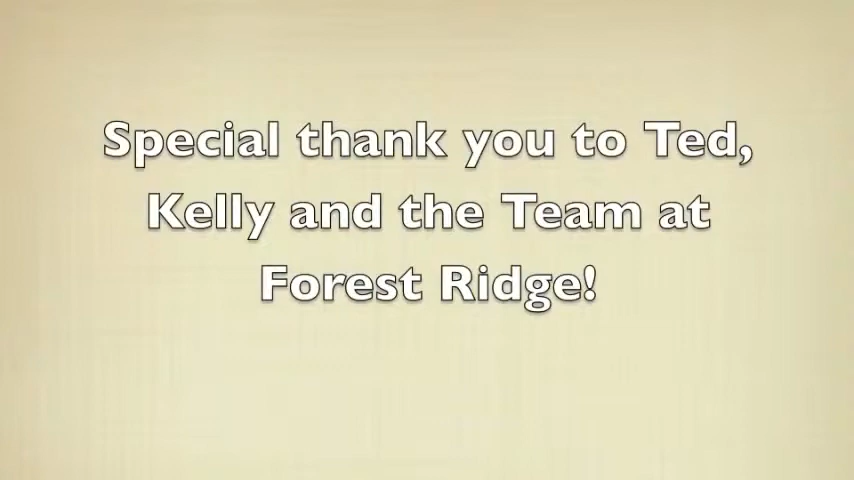 Special thank you to Ted,
Kelly and the Team at
Forest Ridge!